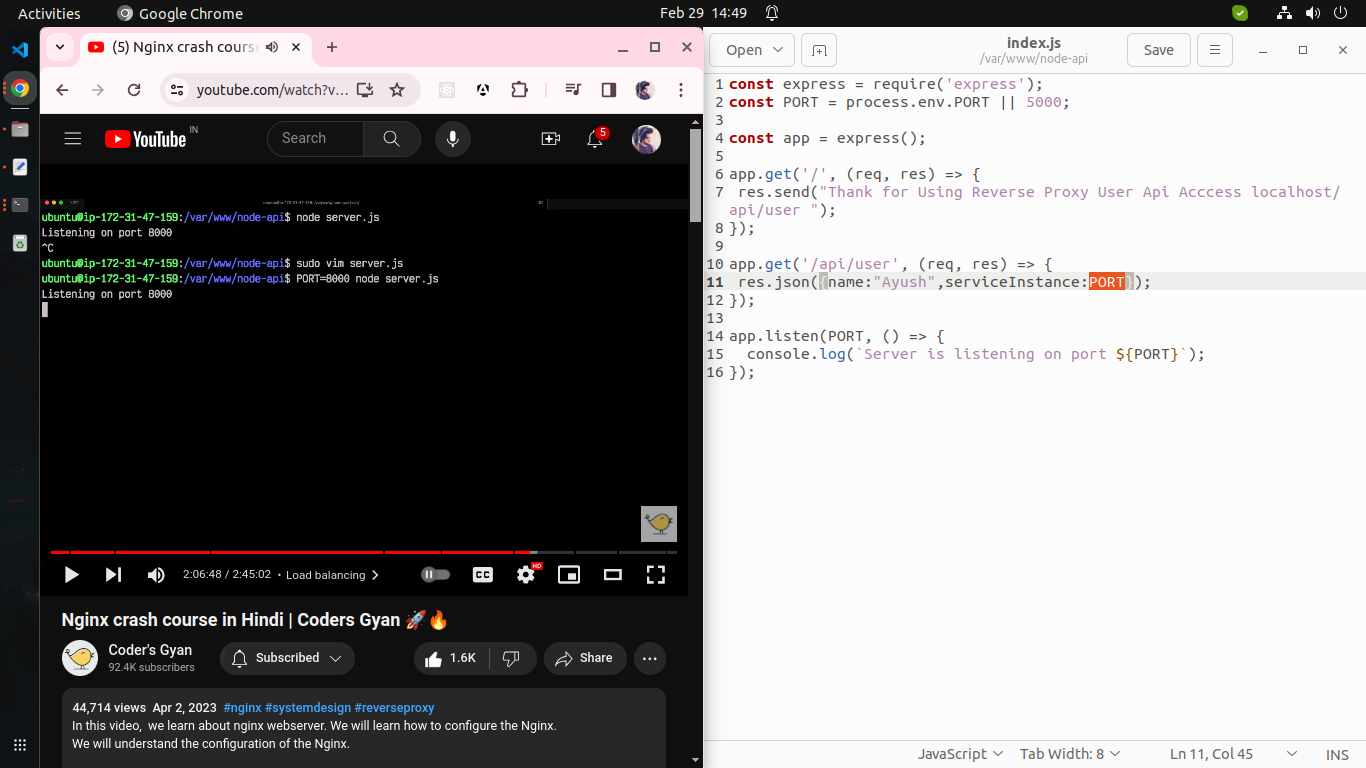 Activities
Google Chrome
Feb 29 14:49
(5) Nginx crash cours
youtube.com/watch?v...
YouTube IN
Search
5
ubuntu@ip-172-31-47-159:/var/www/node-api$ node server.js
Listening on port 8000
^C
ubuntu@ip-172-31-47-159:/var/www/node-api$ sudo vim server.js
ubuntu@ip-172-31-47-159:/var/www/node-api$ PORT=8000 node server.js
Listening on port 8000
2:06:48 / 2:45:02 • Load balancing
CC
HD
Nginx crash course in Hindi | Coders Gyan 🚀🔥
Coder's Gyan
92.4K subscribers
Subscribed
1.6K
Share
44,714 views Apr 2, 2023 #nginx #systemdesign #reverseproxy
In this video, we learn about nginx webserver. We will learn how to configure the Nginx.
We will understand the configuration of the Nginx.
Open
index.js
/var/www/node-api
Save
1 const express = require('express');
2 const PORT = process.env.PORT || 5000;
3
4 const app = express();
5
6 app.get('/', (req, res) => {
7  res.send("Thank for Using Reverse Proxy User Api Acccess localhost/
api/user ");
8 });
9
10 app.get('/api/user', (req, res) => {
11  res.json({name:"Ayush",serviceInstance:PORT});
12 });
13
14 app.listen(PORT, () => {
15   console.log(`Server is listening on port ${PORT}`);
16 });
JavaScript
Tab Width: 8
Ln 11, Col 45
INS